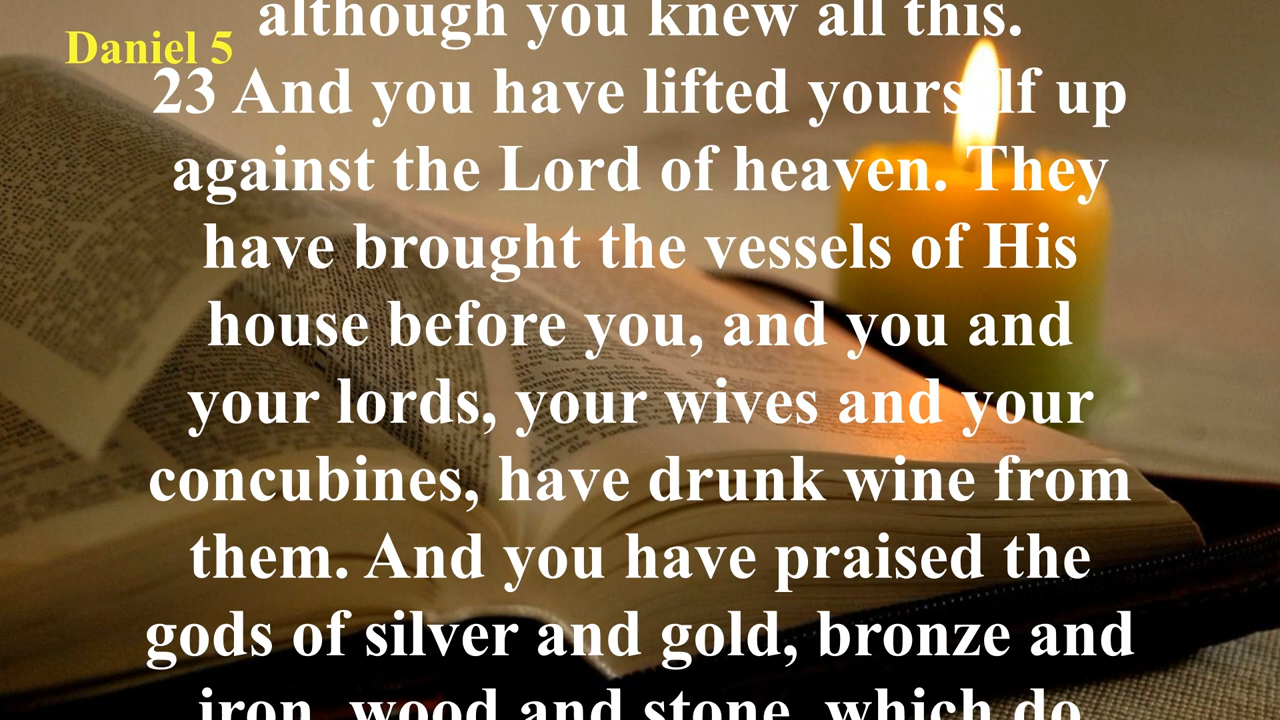 although you knew all this.
Daniel 5
23 And you have lifted yourself up
against the Lord of heaven. They
have brought the vessels of His
house before you, and you and
your lords, your wives and your
concubines, have drunk wine from
them. And you have praised the
gods of silver and gold, bronze and
iron, wood and stone, which do